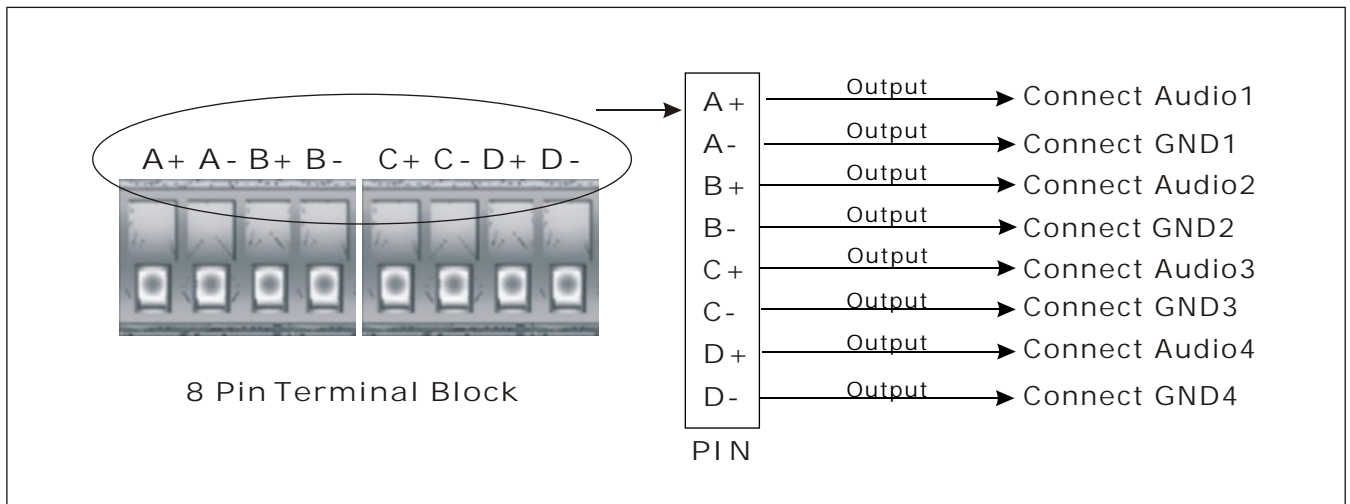 A+ A- B+ B- C+ C- D+ D-
8 Pin Terminal Block
A+ Output Connect Audio1
A- Output Connect GND1
B+ Output Connect Audio2
B- Output Connect GND2
C+ Output Connect Audio3
C- Output Connect GND3
D+ Output Connect Audio4
D- Output Connect GND4
PIN